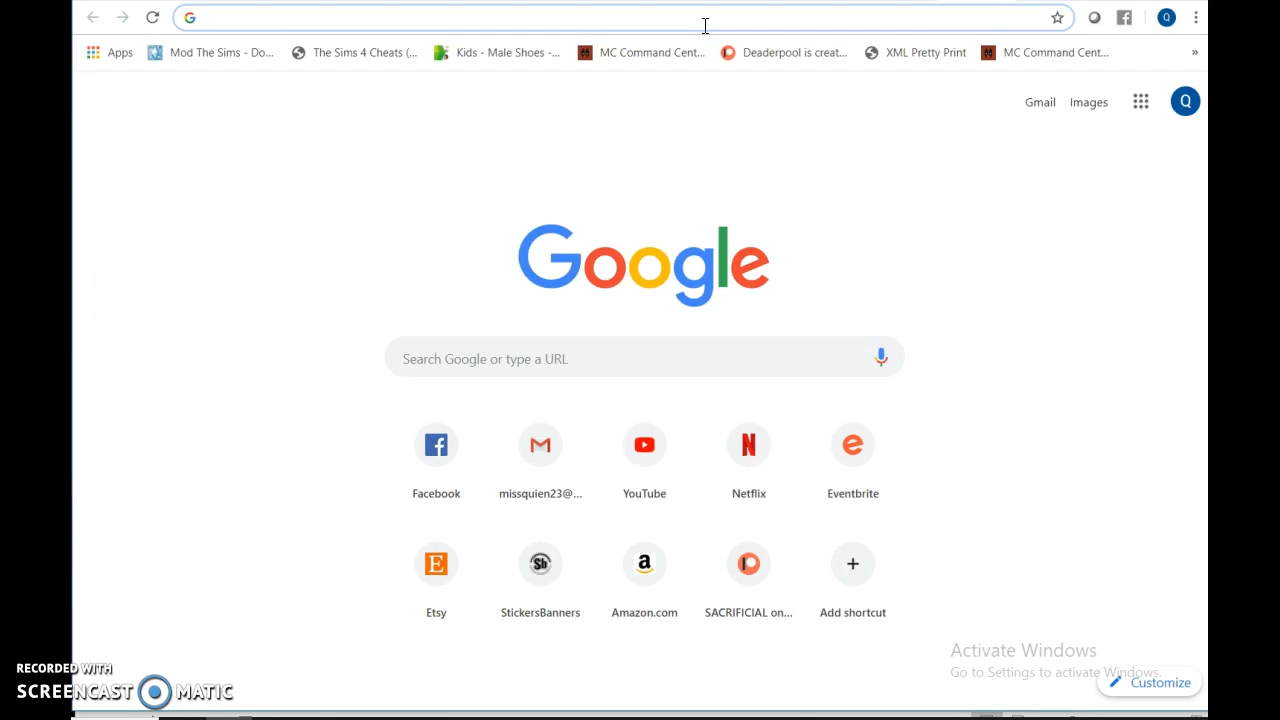 Apps Mod The Sims - Do... The Sims 4 Cheats (... Kids - Male Shoes -... MC Command Cent... Deaderpool is creat... XML Pretty Print MC Command Cent... »
Gmail Images Q
Google
Search Google or type a URL
Facebook missquien23@... YouTube Netflix Eventbrite
Etsy StickersBanners Amazon.com SACRIFICIAL on... Add shortcut
Activate Windows
Go to Settings to activate Windows.
Customize
RECORDED WITH
SCREENCAST MATIC